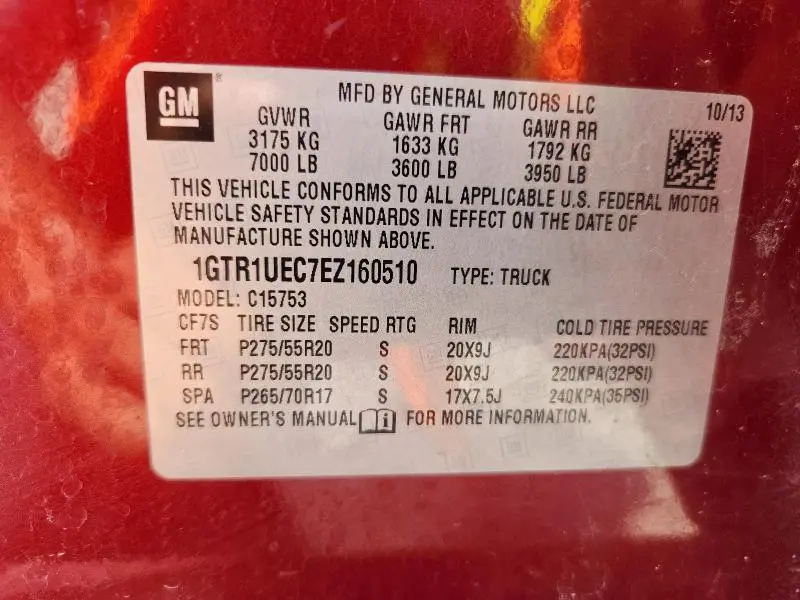 GM ® MFD BY GENERAL MOTORS LLC 10/13
GVWR GAWR FRT GAWR RR
3175 KG 1633 KG 1792 KG
7000 LB 3600 LB 3950 LB
THIS VEHICLE CONFORMS TO ALL APPLICABLE U.S. FEDERAL MOTOR
VEHICLE SAFETY STANDARDS IN EFFECT ON THE DATE OF
MANUFACTURE SHOWN ABOVE.
1GTR1UEC7EZ160510 TYPE: TRUCK
MODEL: C15753
CF7S TIRE SIZE SPEED RTG RIM COLD TIRE PRESSURE
FRT P275/55R20 S 20X9J 220KPA(32PSI)
RR P275/55R20 S 20X9J 220KPA(32PSI)
SPA P265/70R17 S 17X7.5J 240KPA(35PSI)
SEE OWNER'S MANUAL i FOR MORE INFORMATION.